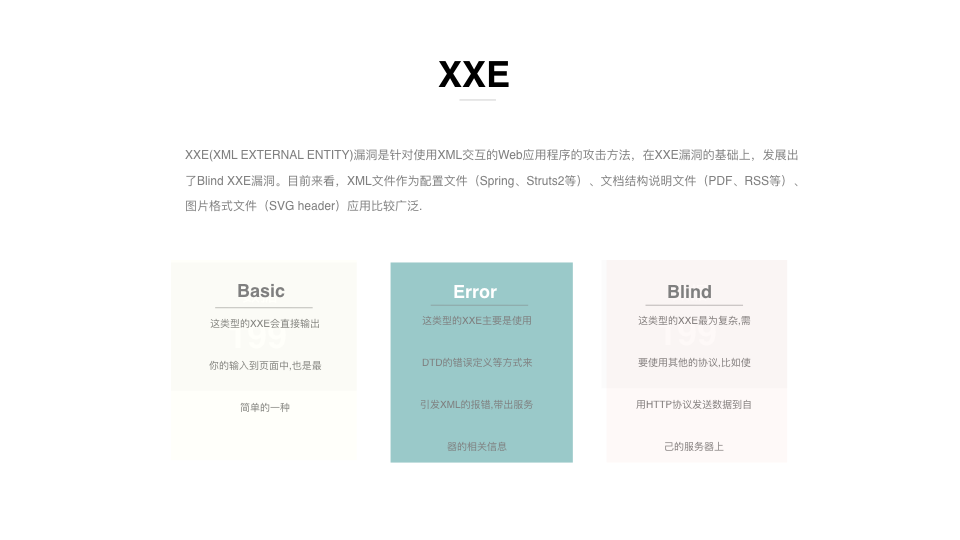 XXE
XXE(XML EXTERNAL ENTITY)漏洞是针对使用XML交互的Web应用程序的攻击方法，在XXE漏洞的基础上，发展出
了Blind XXE漏洞。目前来看，XML文件作为配置文件（Spring、Struts2等）、文档结构说明文件（PDF、RSS等）、
图片格式文件（SVG header）应用比较广泛.
Basic
199
这类型的XXE会直接输出
你的输入到页面中,也是最
简单的一种
Error
这类型的XXE主要是使用
DTD的错误定义等方式来
引发XML的报错,带出服务
器的相关信息
Blind
199
这类型的XXE最为复杂,需
要使用其他的协议,比如使
用HTTP协议发送数据到自
己的服务器上